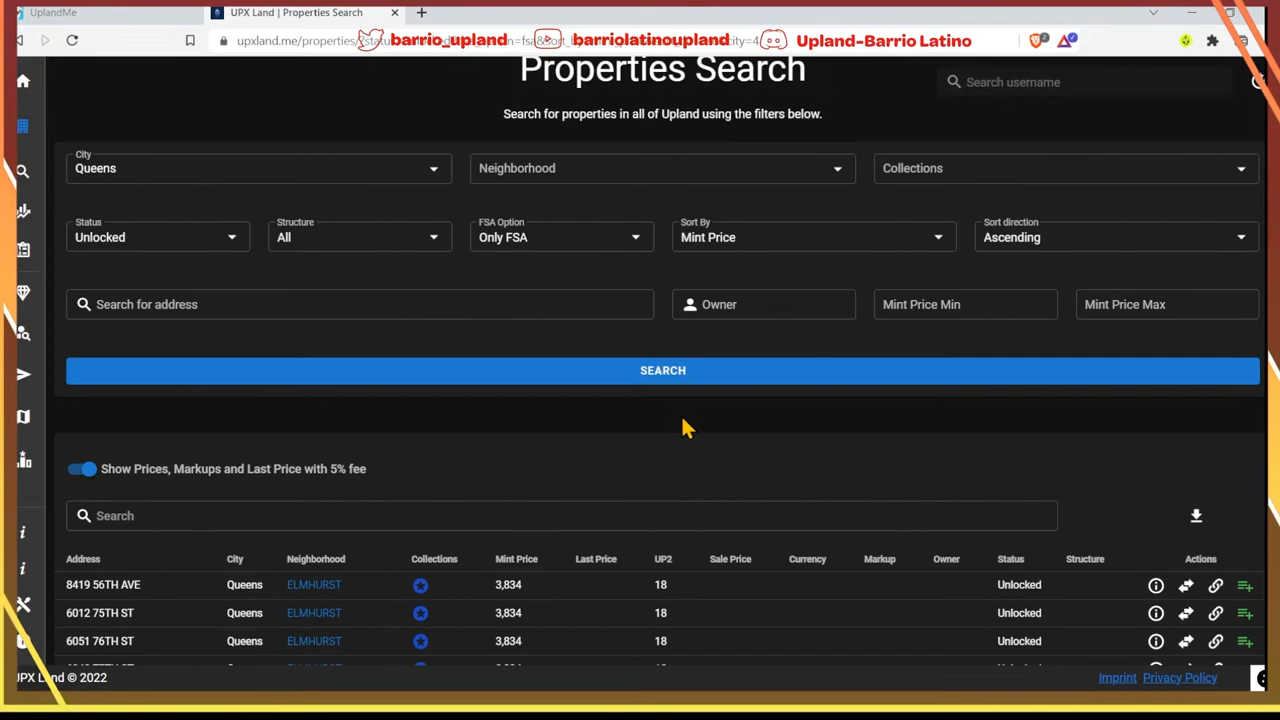 UplandMe
UPX Land | Properties Search
upxland.me/properties
barrio_upland
barriolatinoupland
Upland-Barrio Latino
Properties Search
Search username
Search for properties in all of Upland using the filters below.
City
Queens
Neighborhood
Collections
Status
Unlocked
Structure
All
FSA Option
Only FSA
Sort By
Mint Price
Sort direction
Ascending
Search for address
Owner
Mint Price Min
Mint Price Max
SEARCH
Show Prices, Markups and Last Price with 5% fee
Search
Address City Neighborhood Collections Mint Price Last Price UP2 Sale Price Currency Markup Owner Status Structure Actions
8419 56TH AVE Queens ELMHURST 3,834 18 Unlocked
6012 75TH ST Queens ELMHURST 3,834 18 Unlocked
6051 76TH ST Queens ELMHURST 3,834 18 Unlocked
UPX Land © 2022
Imprint Privacy Policy